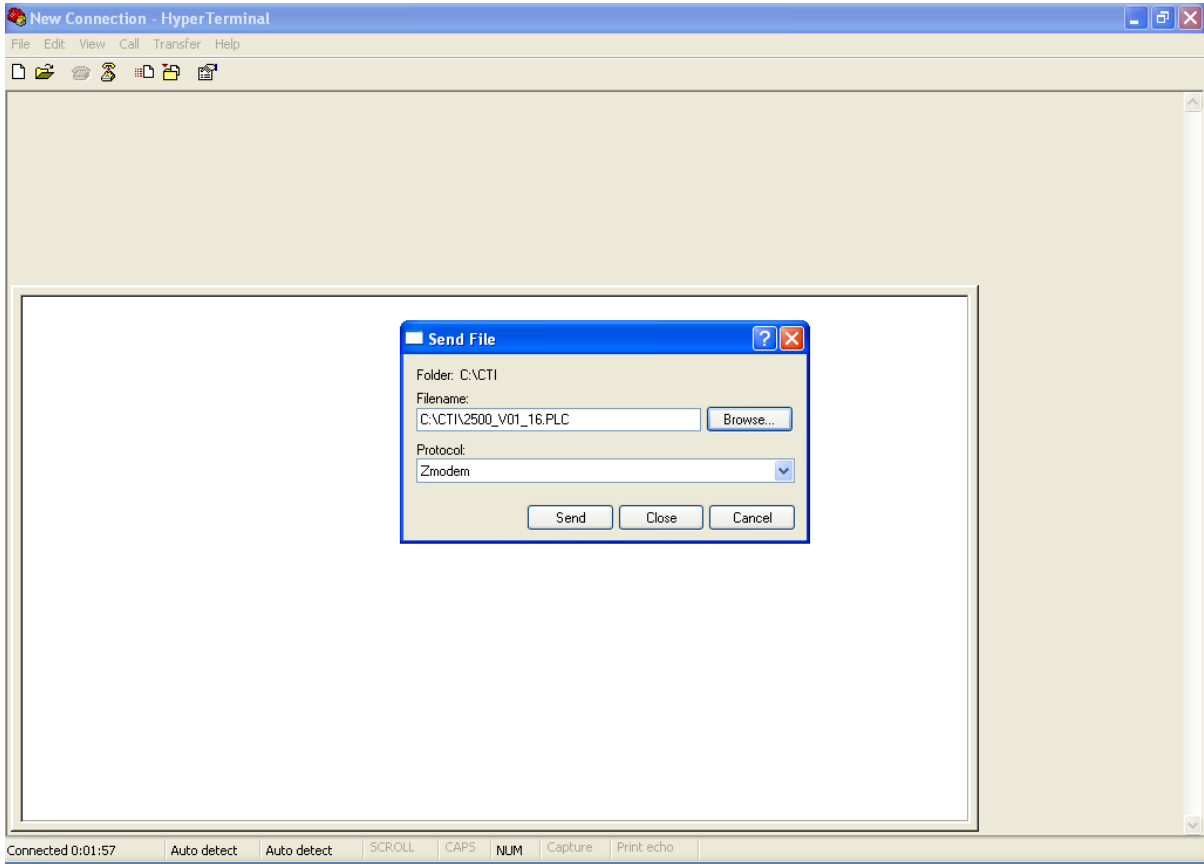 New Connection - HyperTerminal
File Edit View Call Transfer Help
Send File
Folder: C:\CTI
Filename:
C:\CTI\2500_V01_16.PLC Browse...
Protocol:
Zmodem
Send Close Cancel
Connected 0:01:57 Auto detect Auto detect SCROLL CAPS NUM Capture Print echo